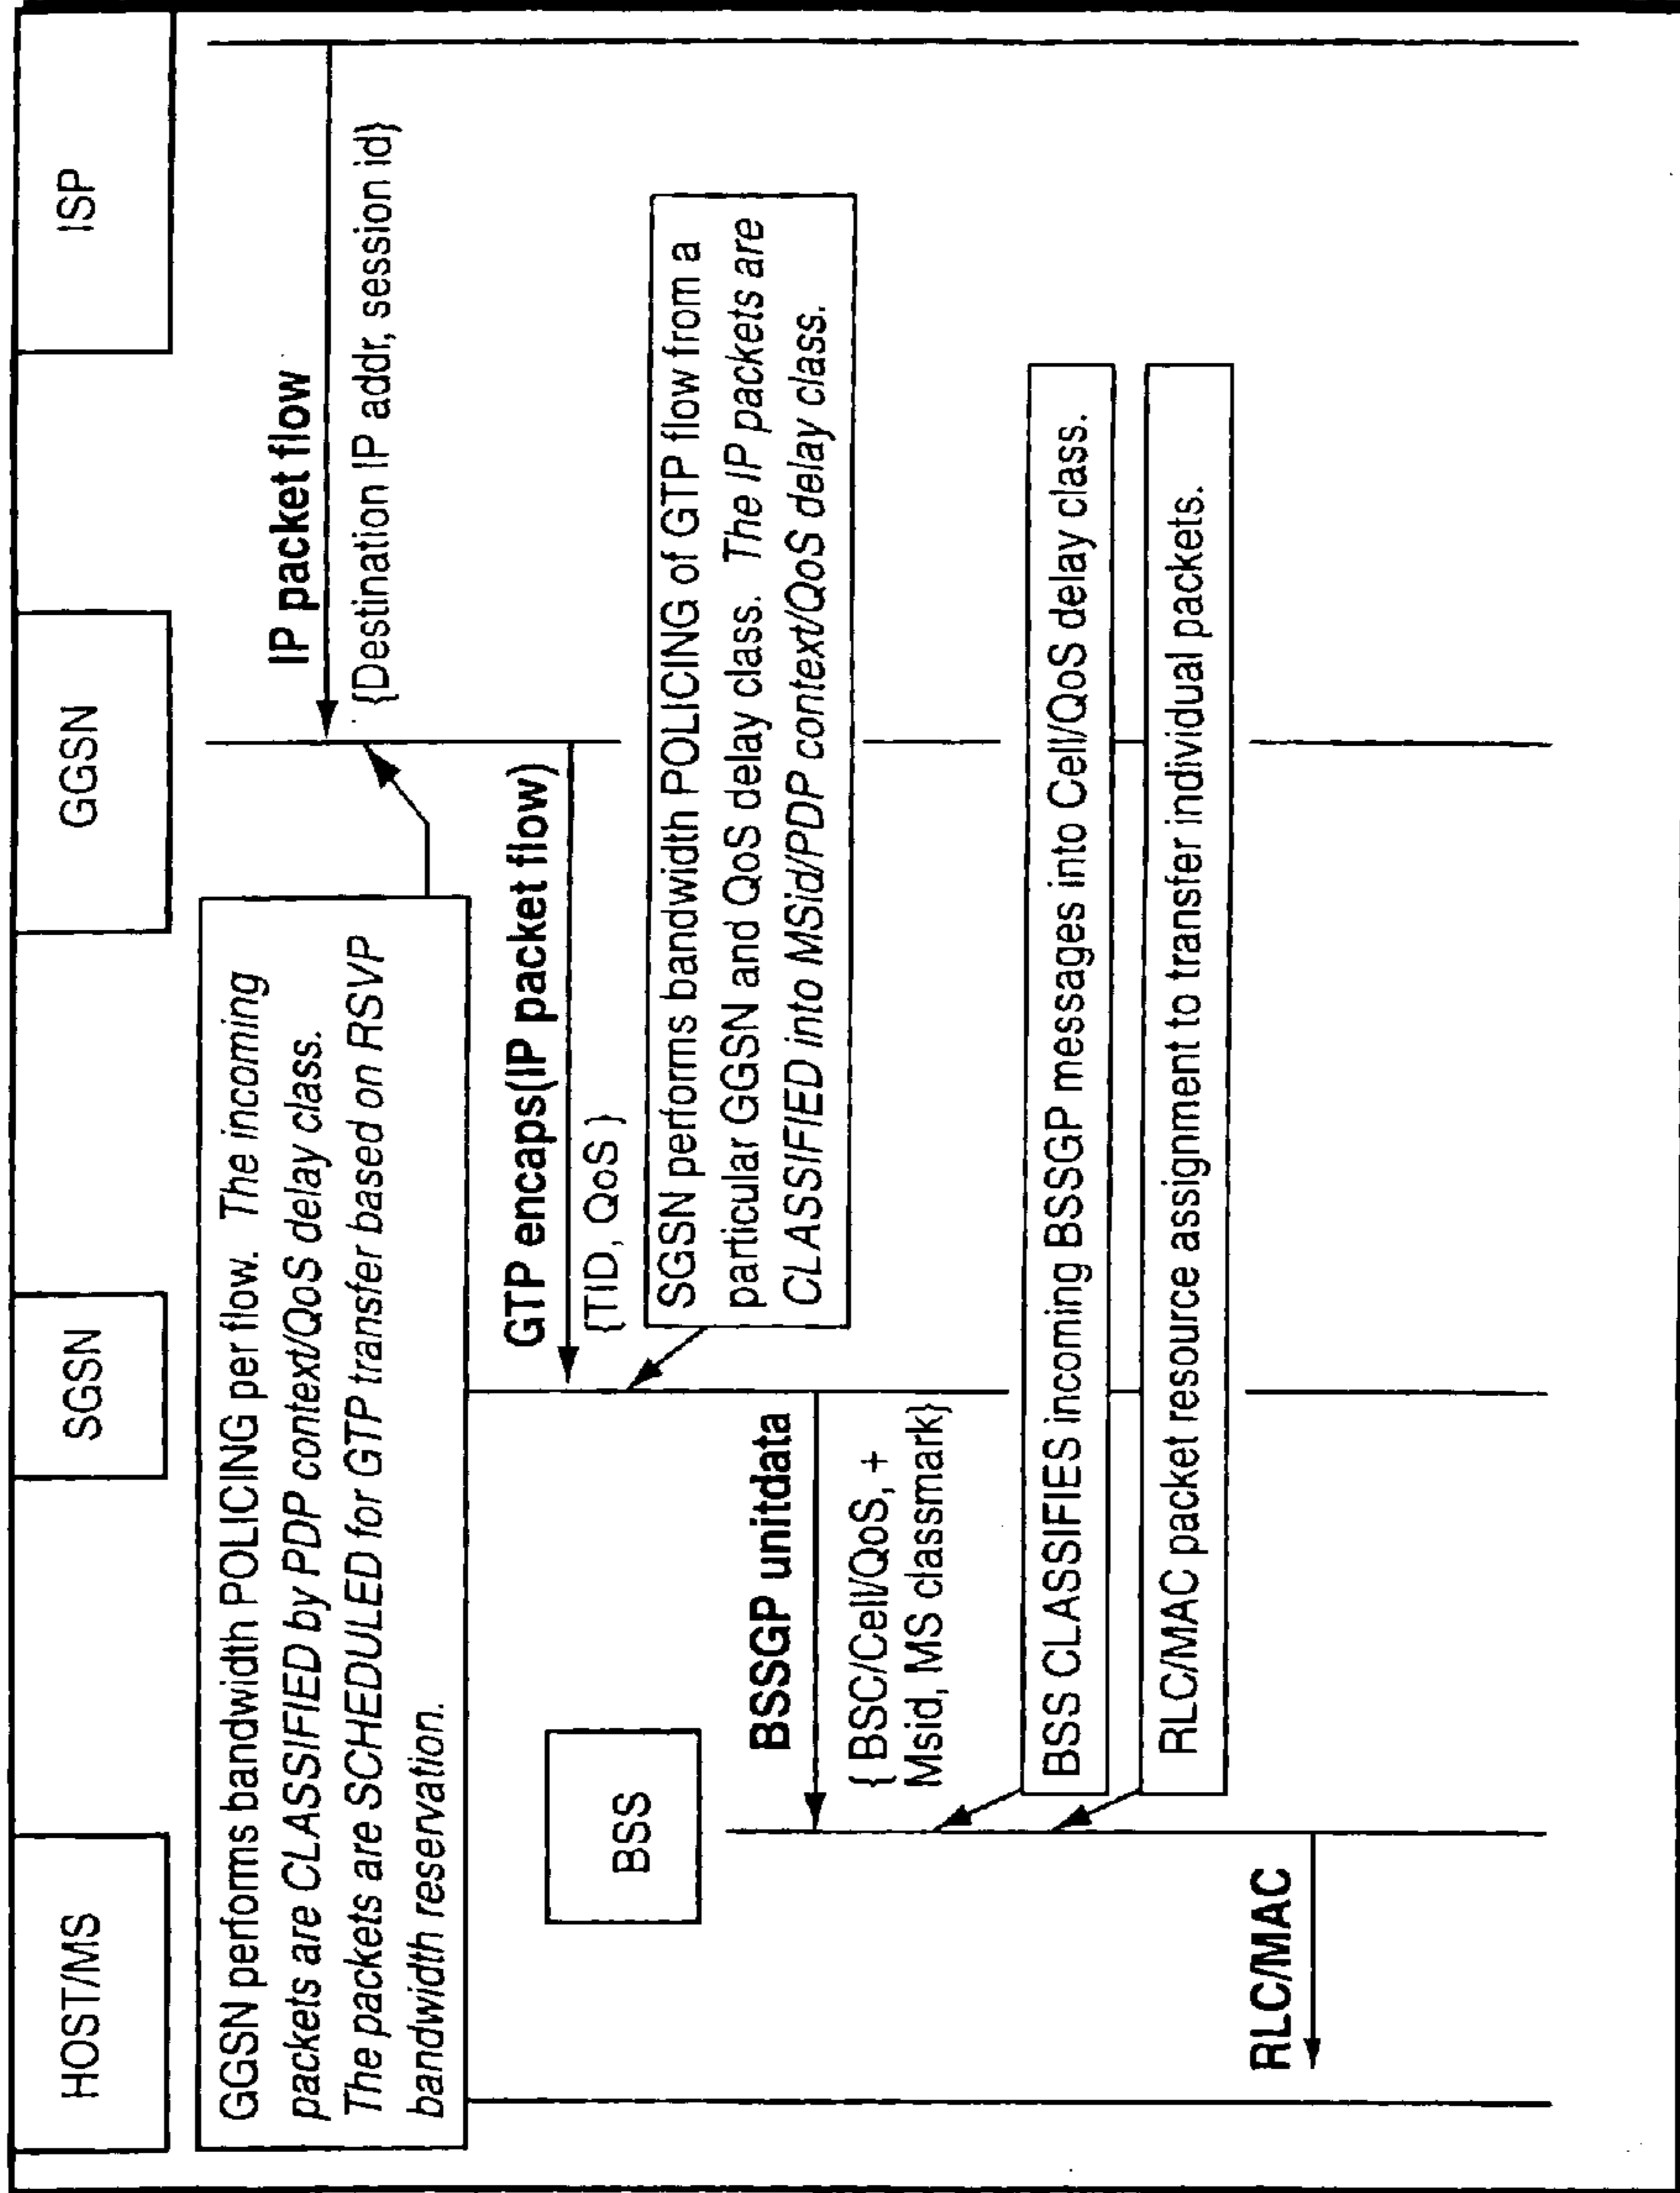 HOST/MS
SGSN
GGSN
ISP
GGSN performs bandwidth POLICING per flow. The incoming
packets are CLASSIFIED by PDP context/QoS delay class.
The packets are SCHEDULED for GTP transfer based on RSVP
bandwidth reservation.
IP packet flow
{Destination IP addr, session id}
GTP encaps(IP packet flow)
{TID, QoS }
BSS
SGSN performs bandwidth POLICING of GTP flow from a
particular GGSN and QoS delay class. The IP packets are
CLASSIFIED into MSid/PDP context/QoS delay class.
BSSGP unitdata
{ BSC/Cell/QoS, +
Msid, MS classmark}
BSS CLASSIFIES incoming BSSGP messages into Cell/QoS delay class.
RLC/MAC packet resource assignment to transfer individual packets.
RLC/MAC